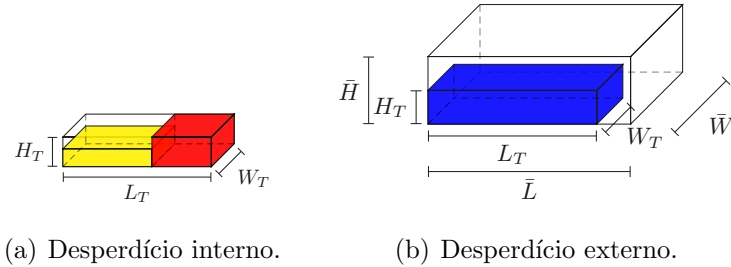 H̄
H_T
W̄
W_T
L_T
L̄
H_T
W_T
L_T
(a) Desperdício interno.
(b) Desperdício externo.